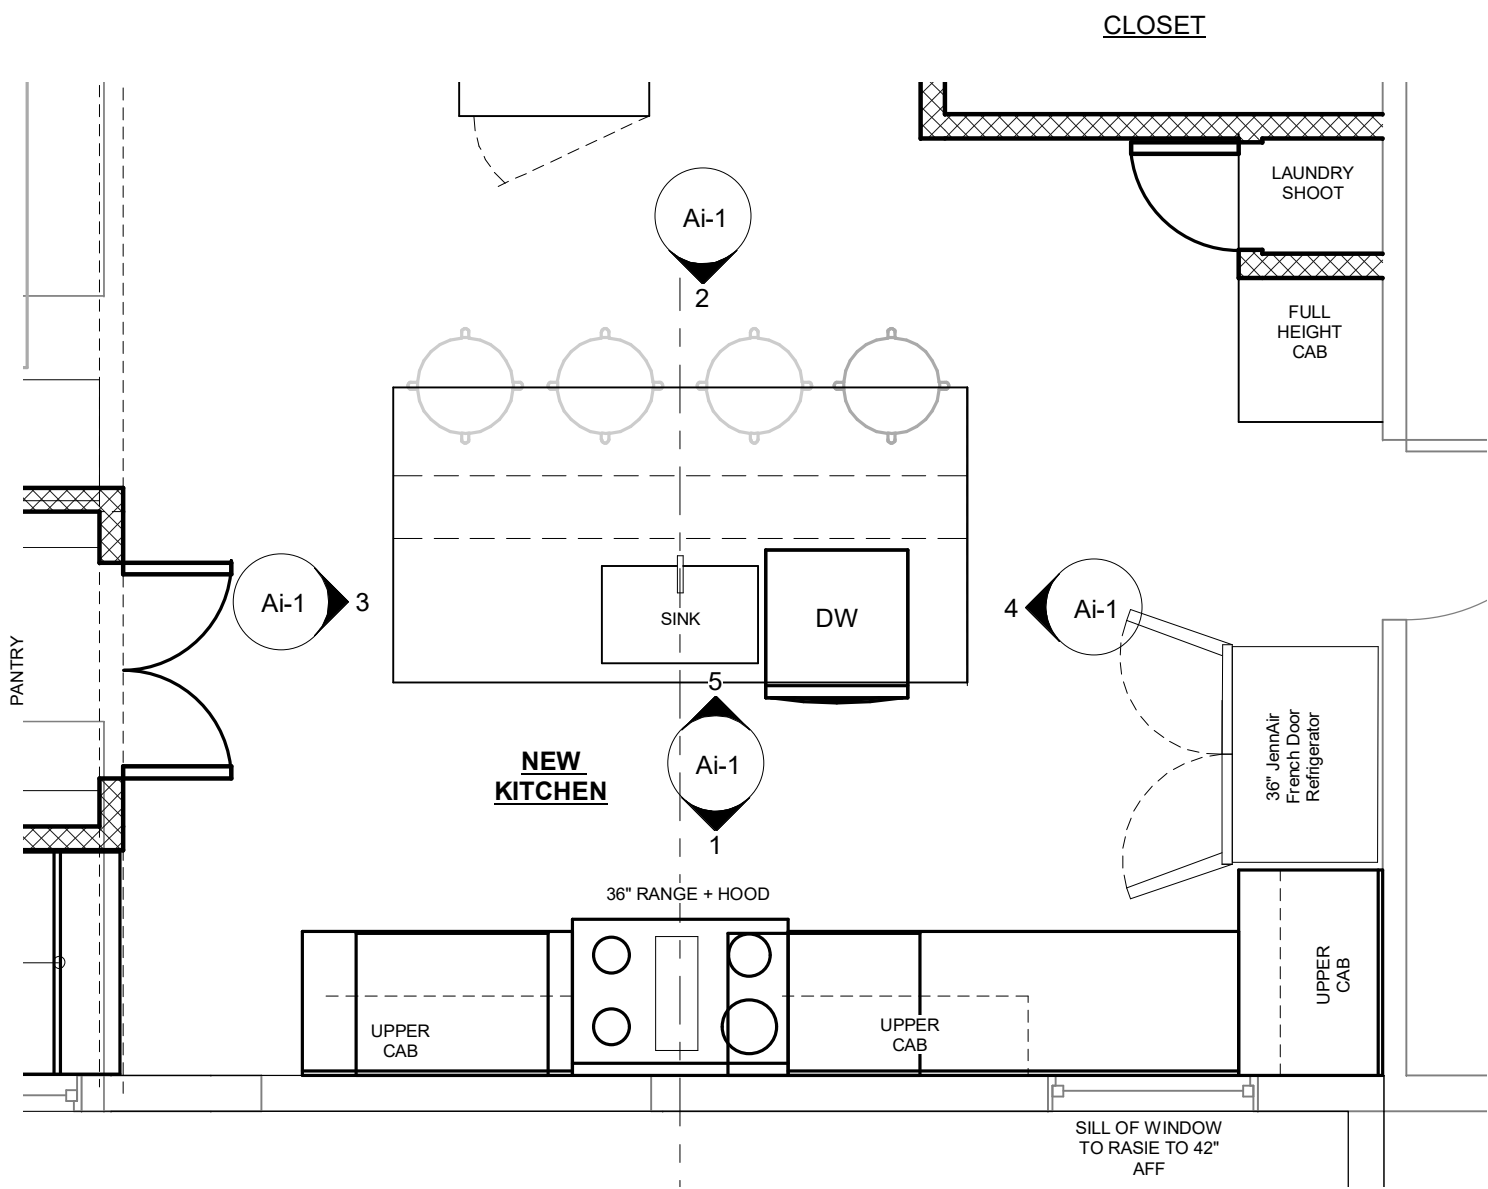 CLOSET
LAUNDRY
SHOOT
Ai-1
2
FULL
HEIGHT
CAB
Ai-1
3
SINK
DW
4
Ai-1
PANTRY
5
Ai-1
1
NEW
KITCHEN
36" JennAir
French Door
Refrigerator
36" RANGE + HOOD
UPPER
CAB
UPPER
CAB
UPPER
CAB
SILL OF WINDOW
TO RASIE TO 42"
AFF